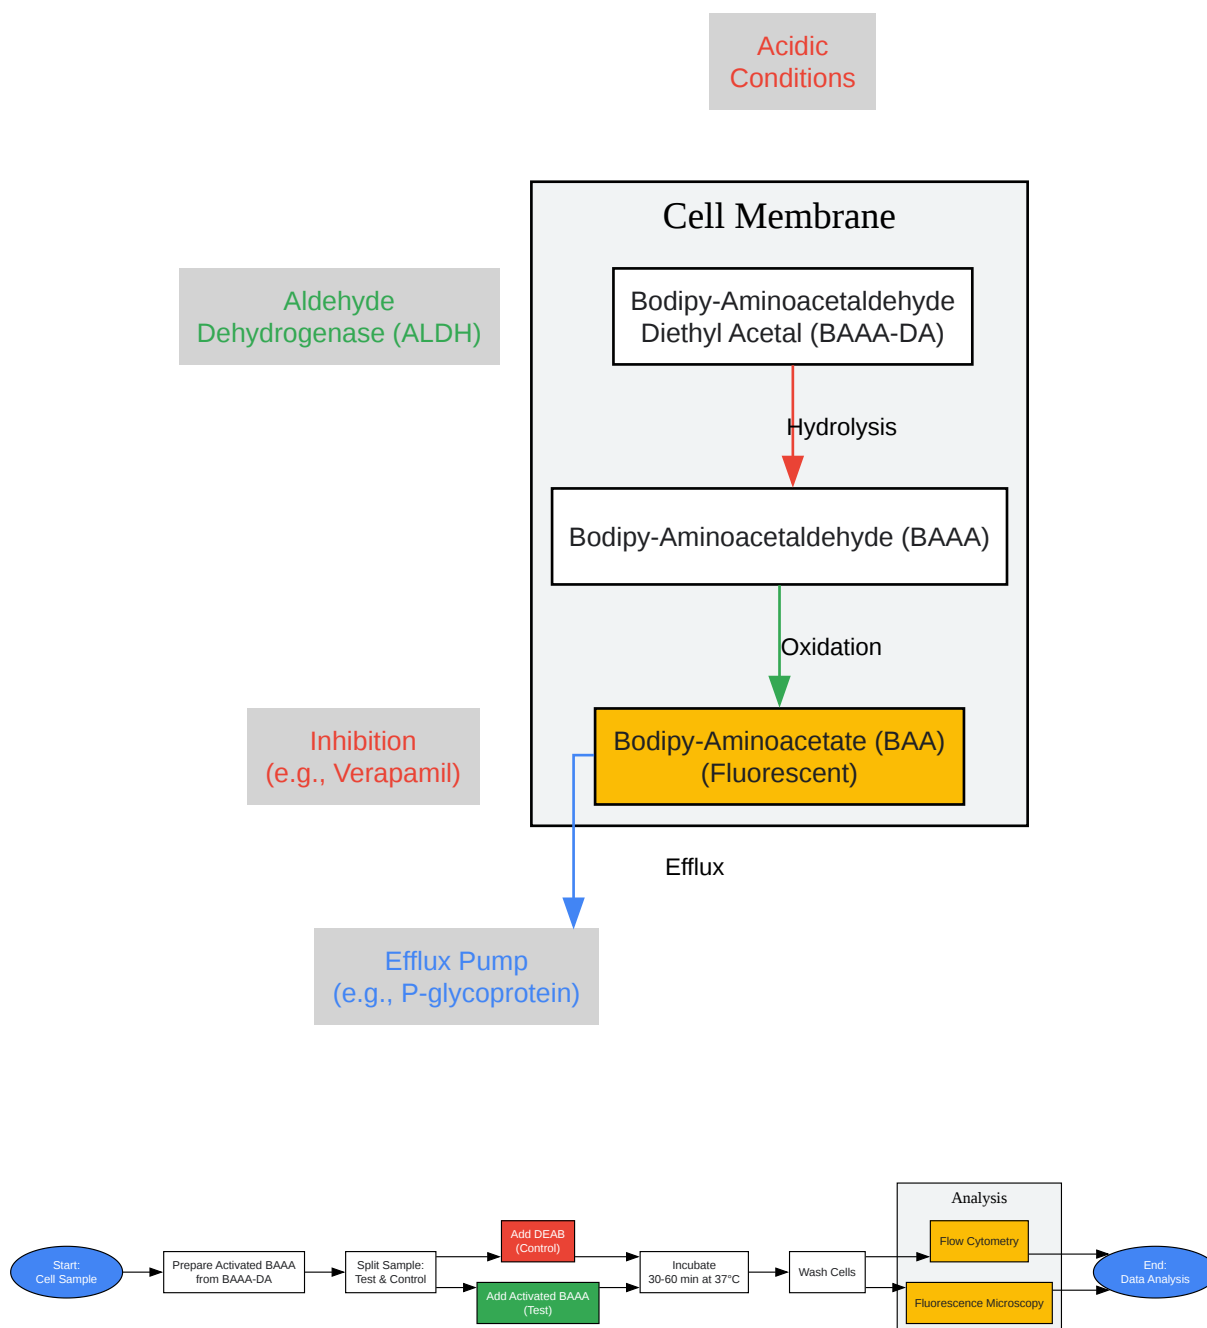 Acidic
Conditions
Cell Membrane
Aldehyde
Dehydrogenase (ALDH)
Bodipy-Aminoacetaldehyde
Diethyl Acetal (BAAA-DA)
Hydrolysis
Bodipy-Aminoacetaldehyde (BAAA)
Oxidation
Inhibition
(e.g., Verapamil)
Bodipy-Aminoacetate (BAA)
(Fluorescent)
Efflux
Efflux Pump
(e.g., P-glycoprotein)
Start:
Cell Sample
Prepare Activated BAAA
from BAAA-DA
Split Sample:
Test & Control
Add DEAB
(Control)
Add Activated BAAA
(Test)
Incubate
30-60 min at 37°C
Wash Cells
Analysis
Flow Cytometry
Fluorescence Microscopy
End:
Data Analysis